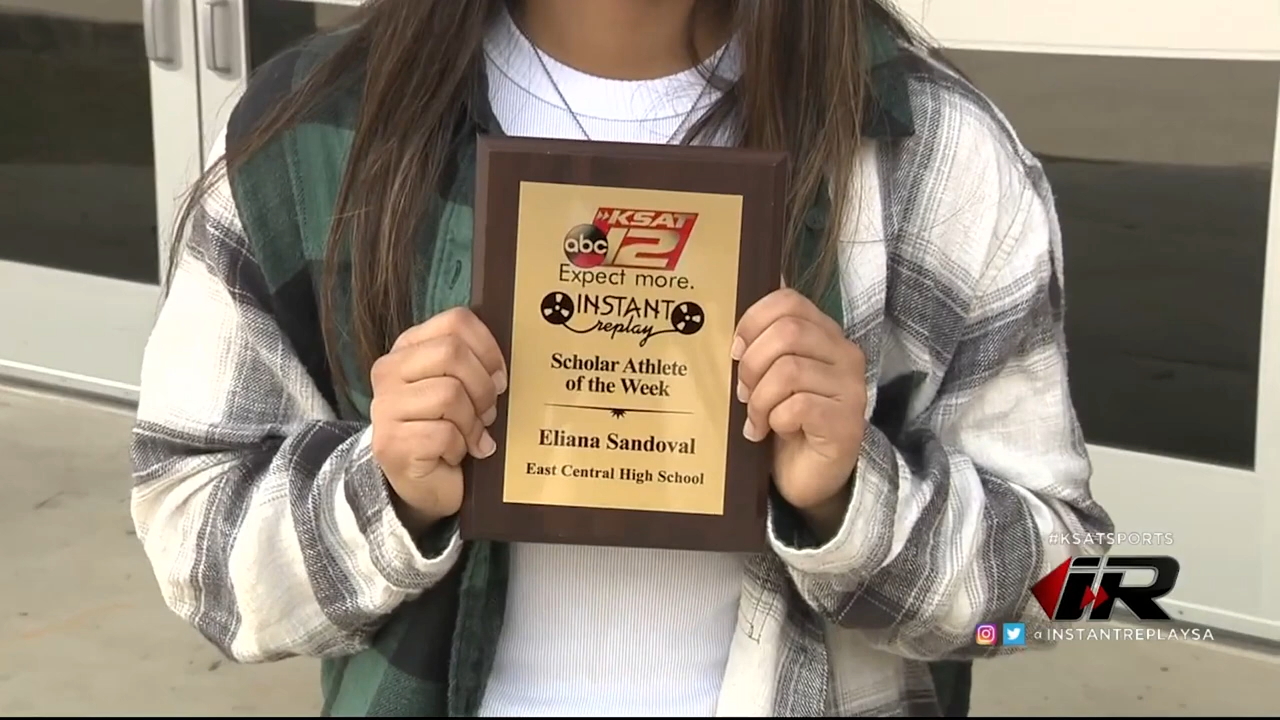 KSAT
abc 12
Expect more.
INSTANT
replay
Scholar Athlete
of the Week
Eliana Sandoval
East Central High School
#KSATSPORTS
iR
@INSTANTREPLAYSA